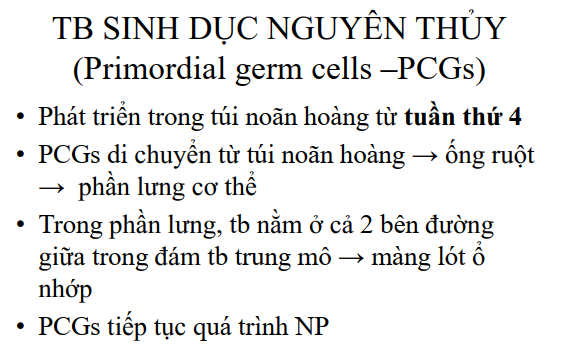 TB SINH DỤC NGUYÊN THỦY
(Primordial germ cells –PCGs)
• Phát triển trong túi noãn hoàng từ tuần thứ 4
• PCGs di chuyển từ túi noãn hoàng → ống ruột
→ phần lưng cơ thể
• Trong phần lưng, tb nằm ở cả 2 bên đường
giữa trong đám tb trung mô → màng lót ổ
nhớp
• PCGs tiếp tục quá trình NP